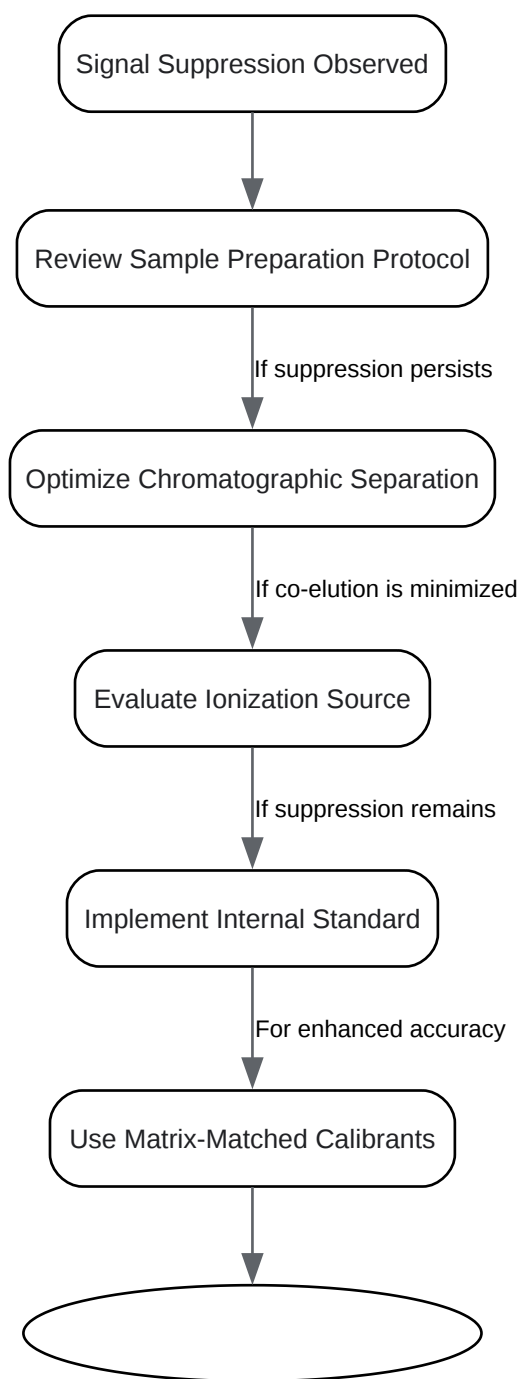 Signal Suppression Observed
Review Sample Preparation Protocol
If suppression persists
Optimize Chromatographic Separation
If co-elution is minimized
Evaluate Ionization Source
If suppression remains
Implement Internal Standard
For enhanced accuracy
Use Matrix-Matched Calibrants